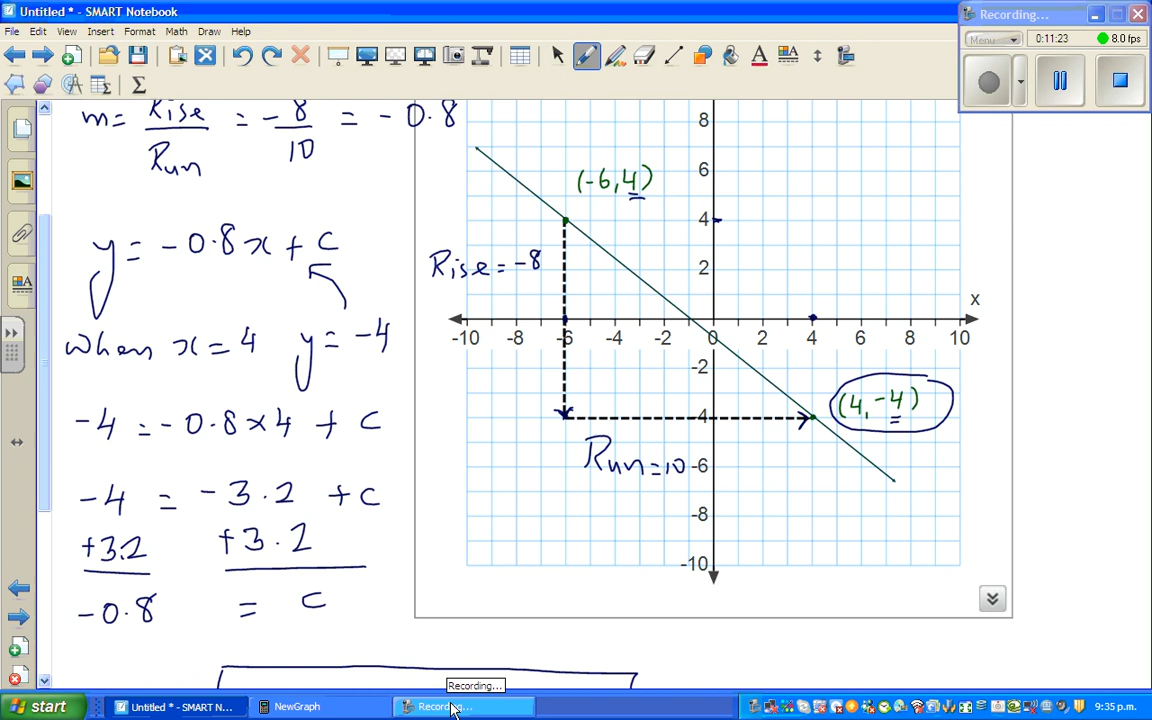 Untitled * - SMART Notebook
File Edit View Insert Format Math Draw Help
Recording...
Menu
0:11:23
8.0 fps
m= Rise/Run = -8/10 = -0.8
y = -0.8x + c
When x = 4 y = -4
-4 = -0.8×4 + c
-4 = -3.2 + c
+3.2 +3.2
-0.8 = c
8
6
(-6,4)
4
Rise = -8
2
x
-10 -8 -6 -4 -2 0 2 4 6 8 10
-2
(4,-4)
-4
Run=10
-6
-8
-10
Recording...
start
Untitled * - SMART N...
NewGraph
Recording...
9:35 p.m.